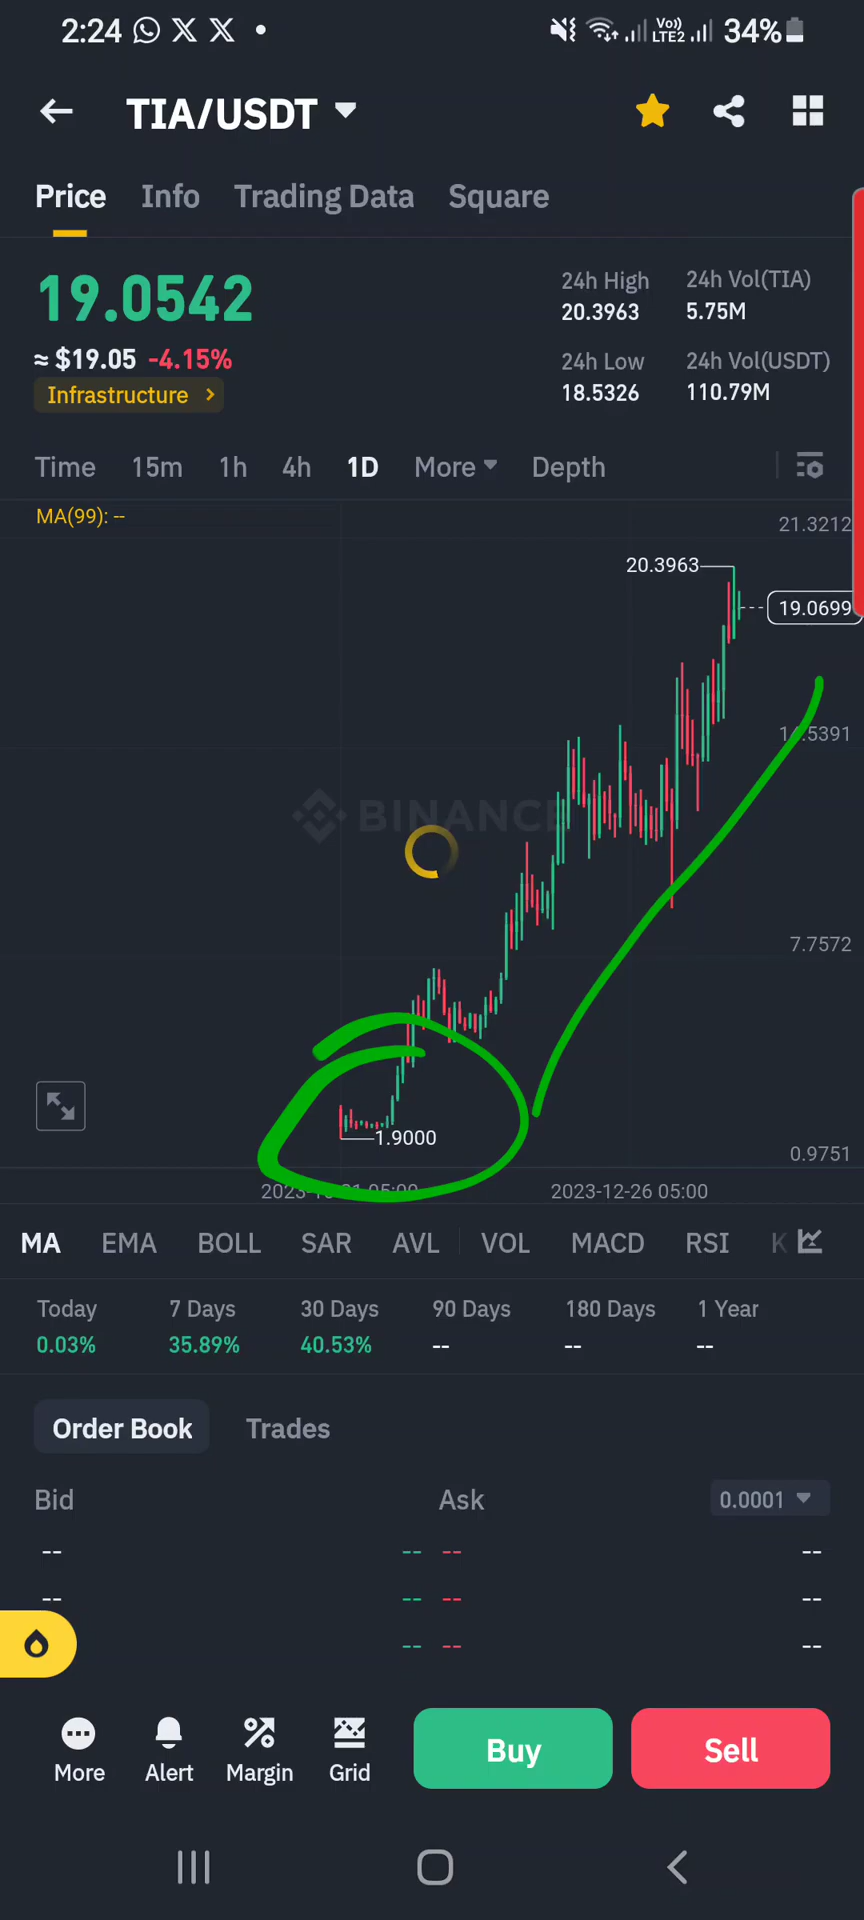 2:24
Vo))
LTE2
34%
TIA/USDT
Price Info Trading Data Square
19.0542
≈ $19.05 -4.15%
Infrastructure >
24h High
20.3963
24h Vol(TIA)
5.75M
24h Low
18.5326
24h Vol(USDT)
110.79M
Time 15m 1h 4h 1D More Depth
MA(99): --
21.3212
20.3963
19.0699
BINANCE
7.7572
1.9000
0.9751
2023-12-26 05:00
MA EMA BOLL SAR AVL VOL MACD RSI K
Today 7 Days 30 Days 90 Days 180 Days 1 Year
0.03% 35.89% 40.53% -- -- --
Order Book Trades
Bid Ask 0.0001
-- -- -- --
-- -- -- --
-- -- --
More Alert Margin Grid Buy Sell